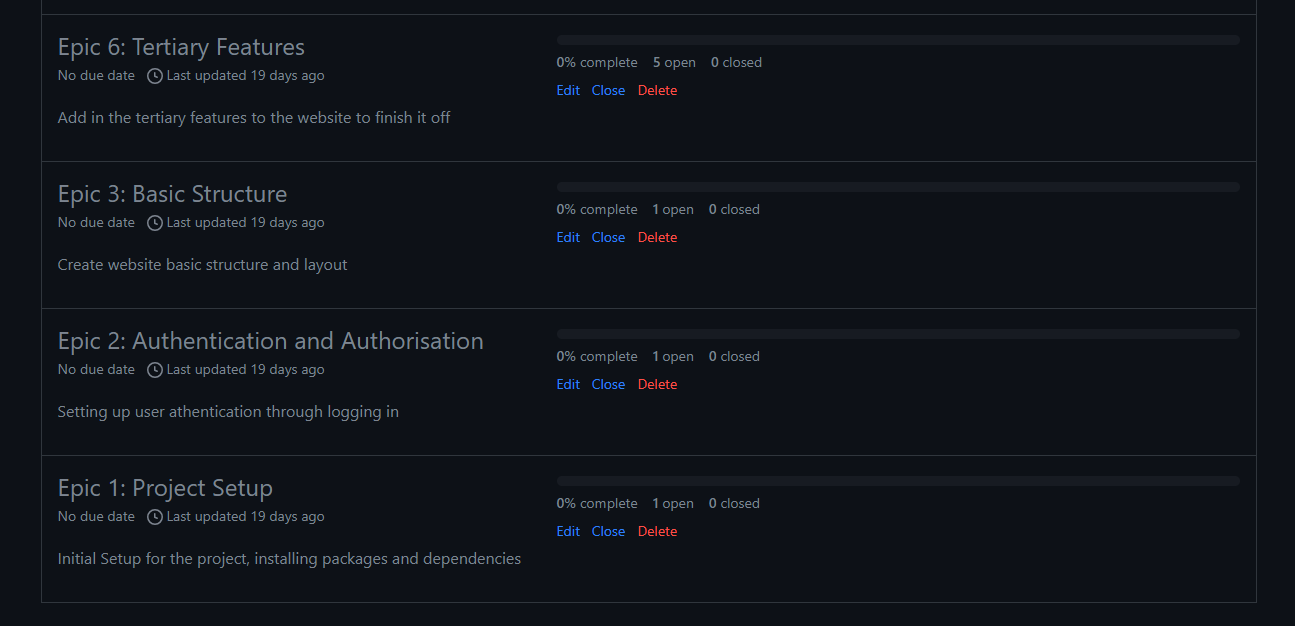 Epic 6: Tertiary Features
No due date Last updated 19 days ago
Add in the tertiary features to the website to finish it off
0% complete 5 open 0 closed
Edit Close Delete
Epic 3: Basic Structure
No due date Last updated 19 days ago
Create website basic structure and layout
0% complete 1 open 0 closed
Edit Close Delete
Epic 2: Authentication and Authorisation
No due date Last updated 19 days ago
Setting up user athentication through logging in
0% complete 1 open 0 closed
Edit Close Delete
Epic 1: Project Setup
No due date Last updated 19 days ago
Initial Setup for the project, installing packages and dependencies
0% complete 1 open 0 closed
Edit Close Delete